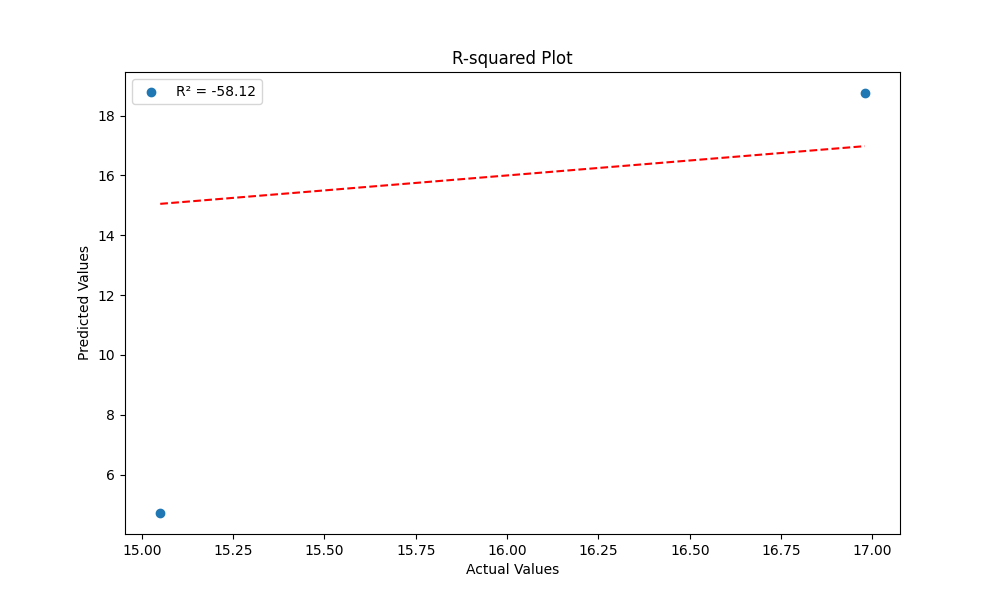 R-squared Plot
R² = -58.12
Predicted Values
18
16
14
12
10
8
6
15.00 15.25 15.50 15.75 16.00 16.25 16.50 16.75 17.00
Actual Values